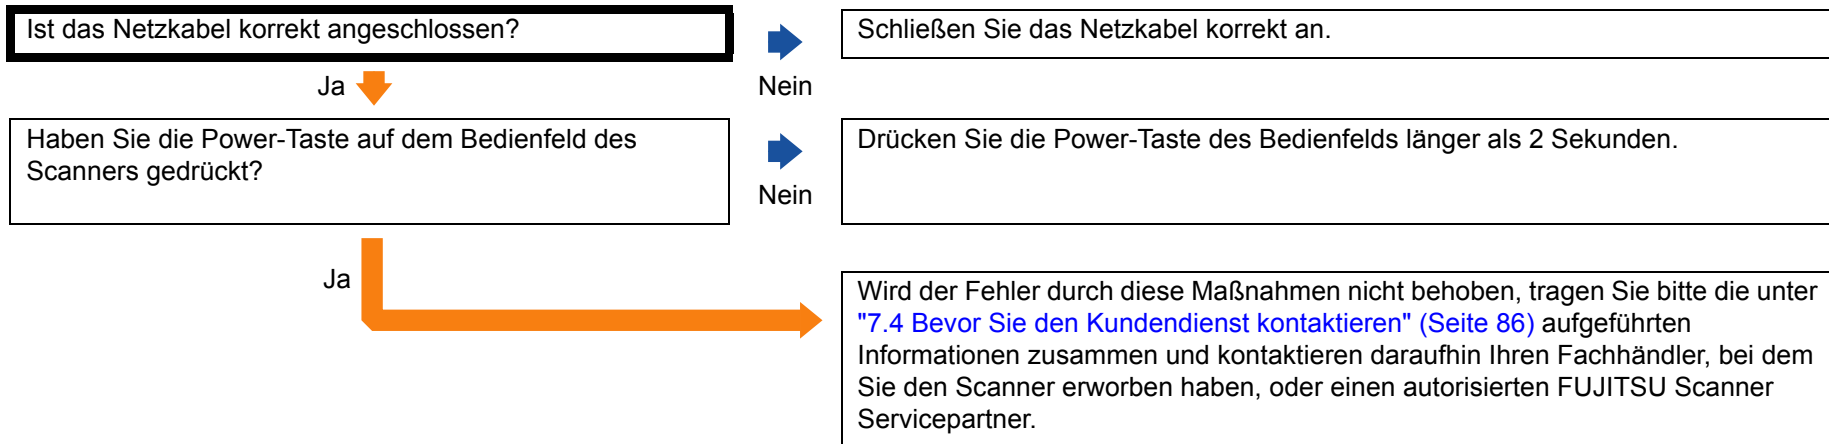 Ist das Netzkabel korrekt angeschlossen?
Schließen Sie das Netzkabel korrekt an.
Ja
Nein
Haben Sie die Power-Taste auf dem Bedienfeld des
Scanners gedrückt?
Drücken Sie die Power-Taste des Bedienfelds länger als 2 Sekunden.
Nein
Ja
Wird der Fehler durch diese Maßnahmen nicht behoben, tragen Sie bitte die unter
"7.4 Bevor Sie den Kundendienst kontaktieren" (Seite 86) aufgeführten
Informationen zusammen und kontaktieren daraufhin Ihren Fachhändler, bei dem
Sie den Scanner erworben haben, oder einen autorisierten FUJITSU Scanner
Servicepartner.